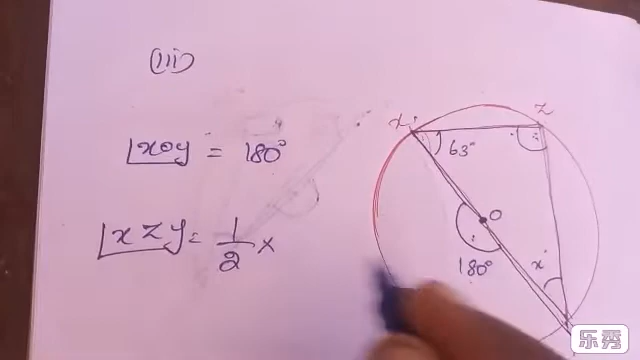 (iii)
∠XOY = 180°
∠XZY = 1/2 ×
X
Z
63°
O
180°
x°
乐秀